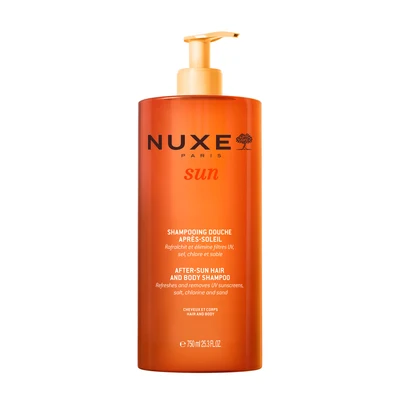 NUXE
PARIS
sun
SHAMPOOING DOUCHE
APRÈS-SOLEIL
Rafraîchit et élimine filtres UV,
sel, chlore et sable
AFTER-SUN HAIR
AND BODY SHAMPOO
Refreshes and removes UV sunscreens,
salt, chlorine and sand
CHEVEUX ET CORPS
HAIR AND BODY
℮ 750 ml 25.3 FL.OZ.